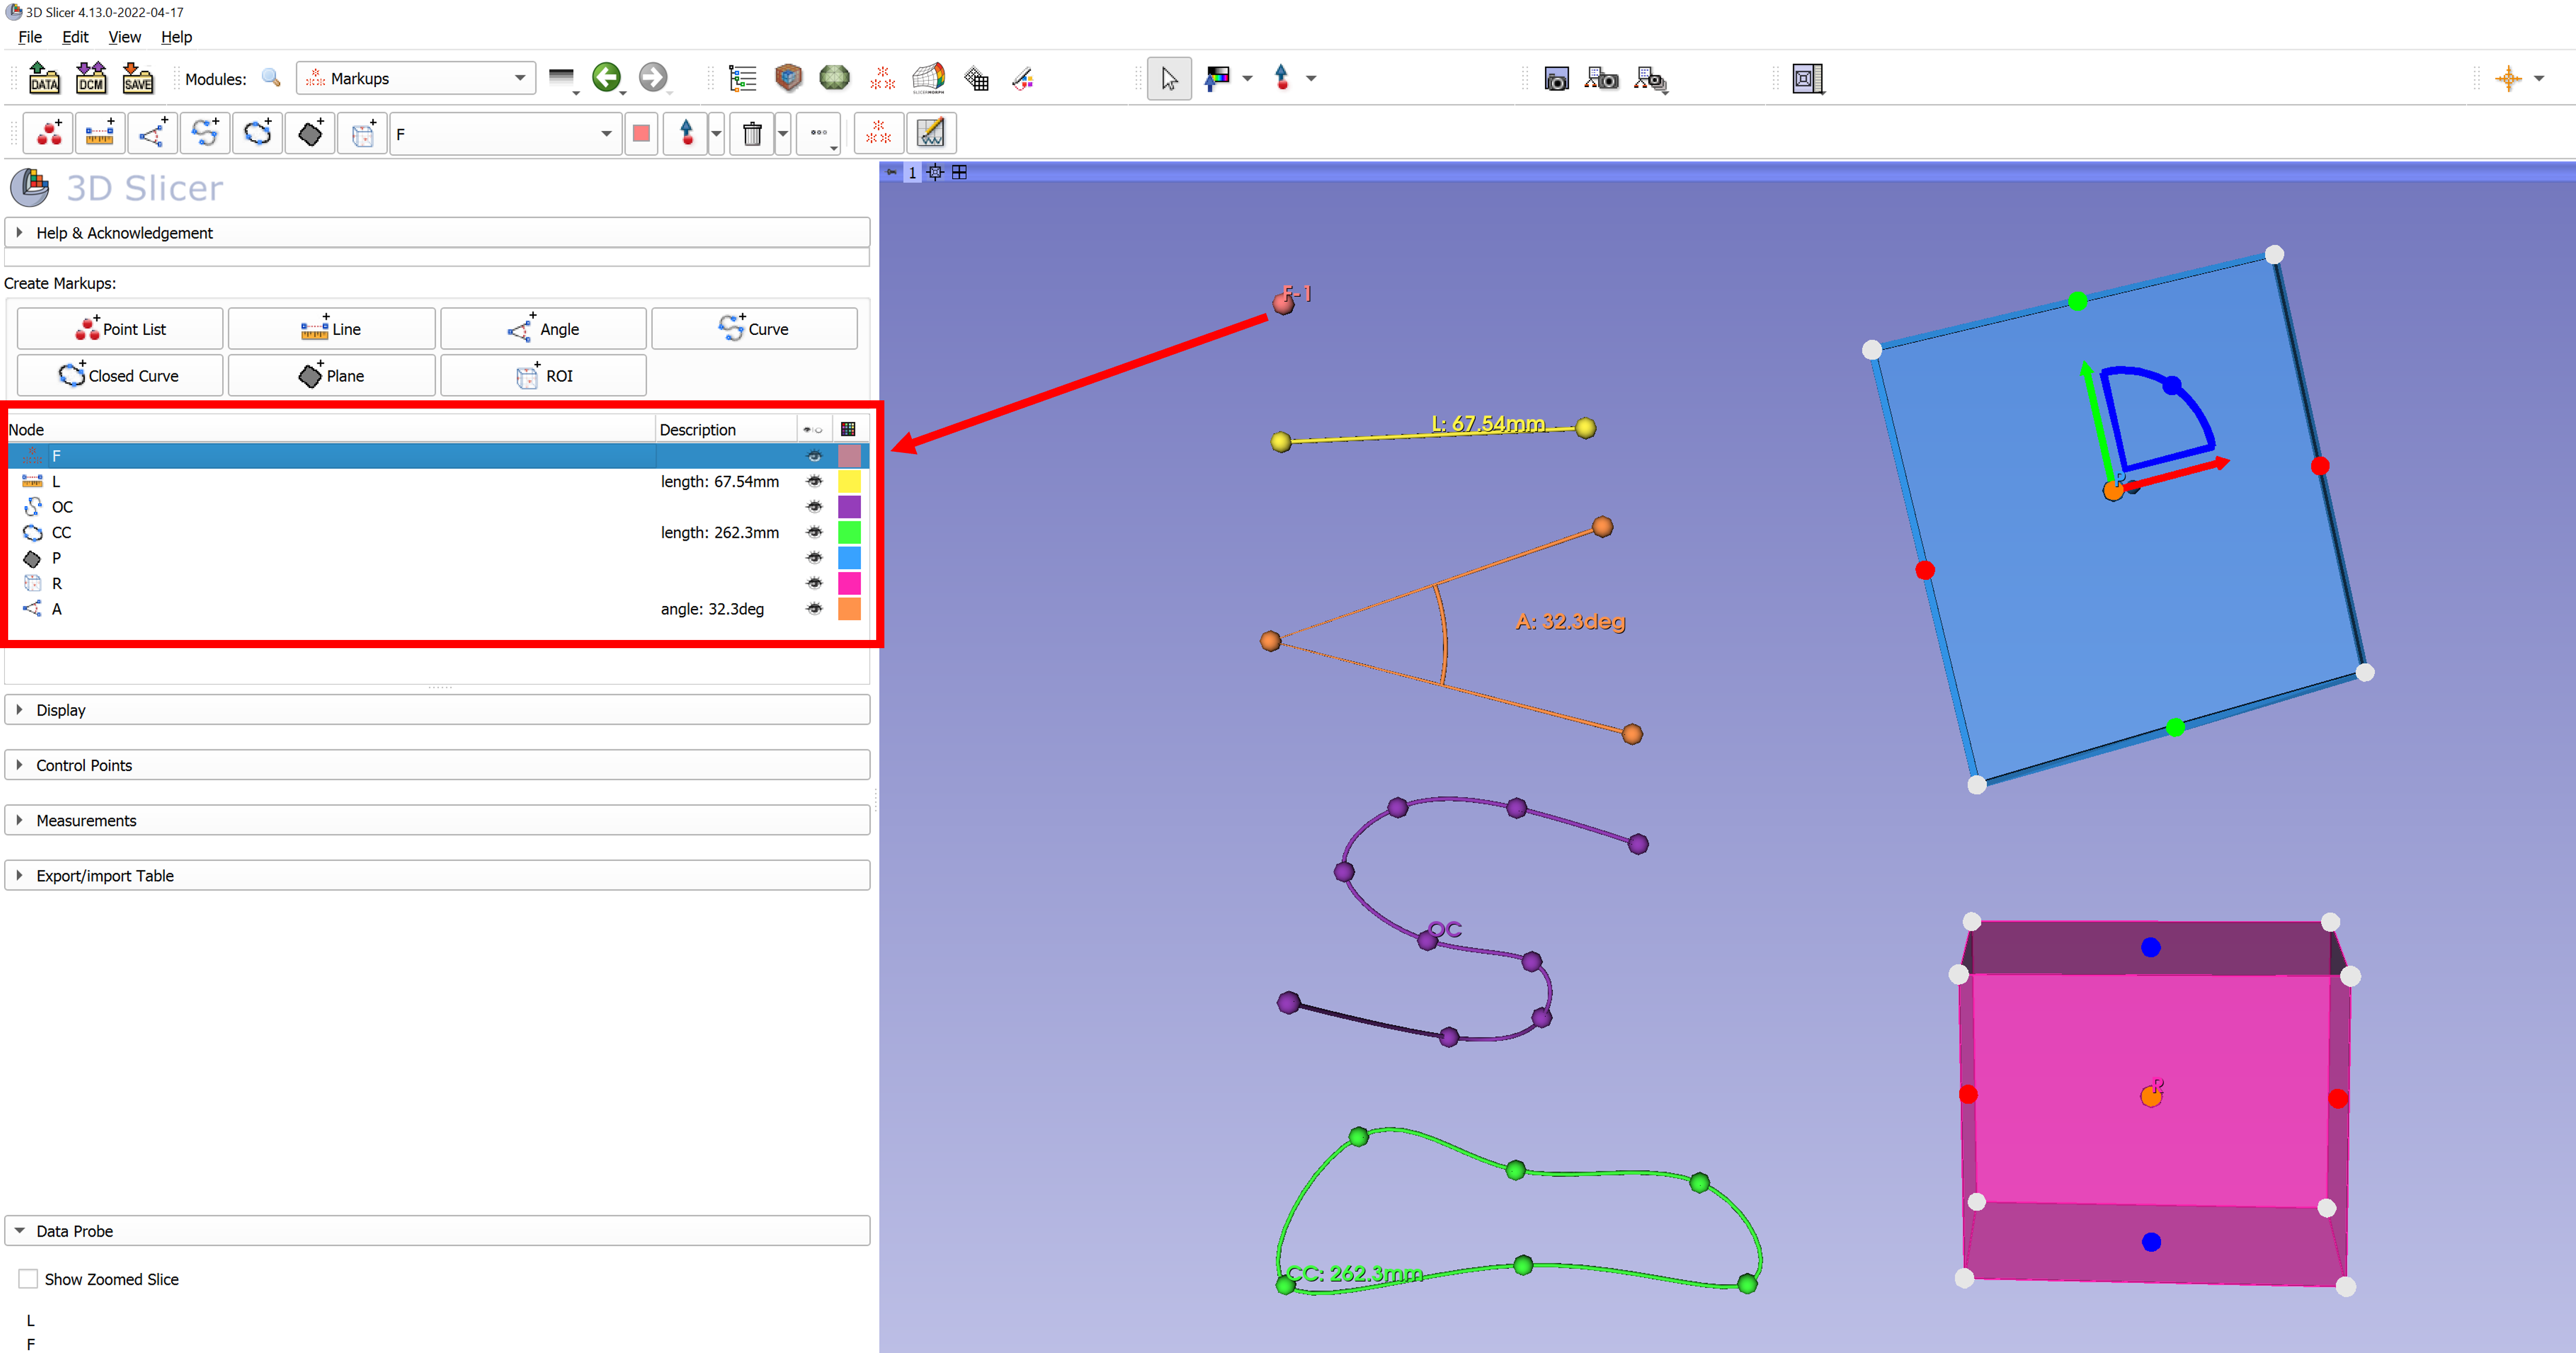 3D Slicer 4.13.0-2022-04-17
File Edit View Help
DATA DCM SAVE Modules: Markups
F
3D Slicer
1
Help & Acknowledgement
Create Markups:
Point List Line Angle Curve
Closed Curve Plane ROI
Node Description
F
L length: 67.54mm
OC
CC length: 262.3mm
P
R
A angle: 32.3deg
Display
Control Points
Measurements
Export/import Table
Data Probe
Show Zoomed Slice
L
F
F-1
L: 67.54mm
A: 32.3deg
OC
CC: 262.3mm
P
R